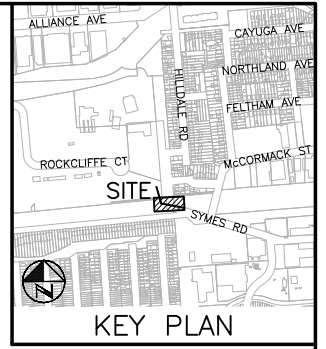 ALLIANCE AVE
CAYUGA AVE
HILLDALE RD
NORTHLAND AVE
FELTHAM AVE
ROCKCLIFFE CT
McCORMACK ST
SITE
SYMES RD
N
KEY PLAN